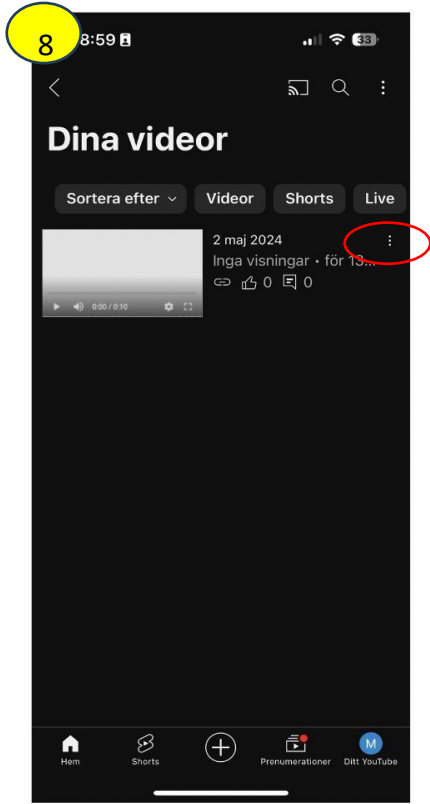 8
8:59
33
Dina videor
Sortera efter
Videor
Shorts
Live
2 maj 2024
Inga visningar • för 13...
0
0
0:00 / 0:10
Hem
Shorts
Prenumerationer
M
Ditt YouTube